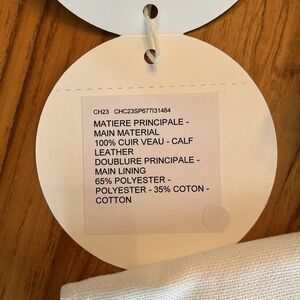 CH23 CHC23SP677I31484
MATIERE PRINCIPALE -
MAIN MATERIAL
100% CUIR VEAU - CALF
LEATHER
DOUBLURE PRINCIPALE -
MAIN LINING
65% POLYESTER -
POLYESTER - 35% COTON -
COTTON